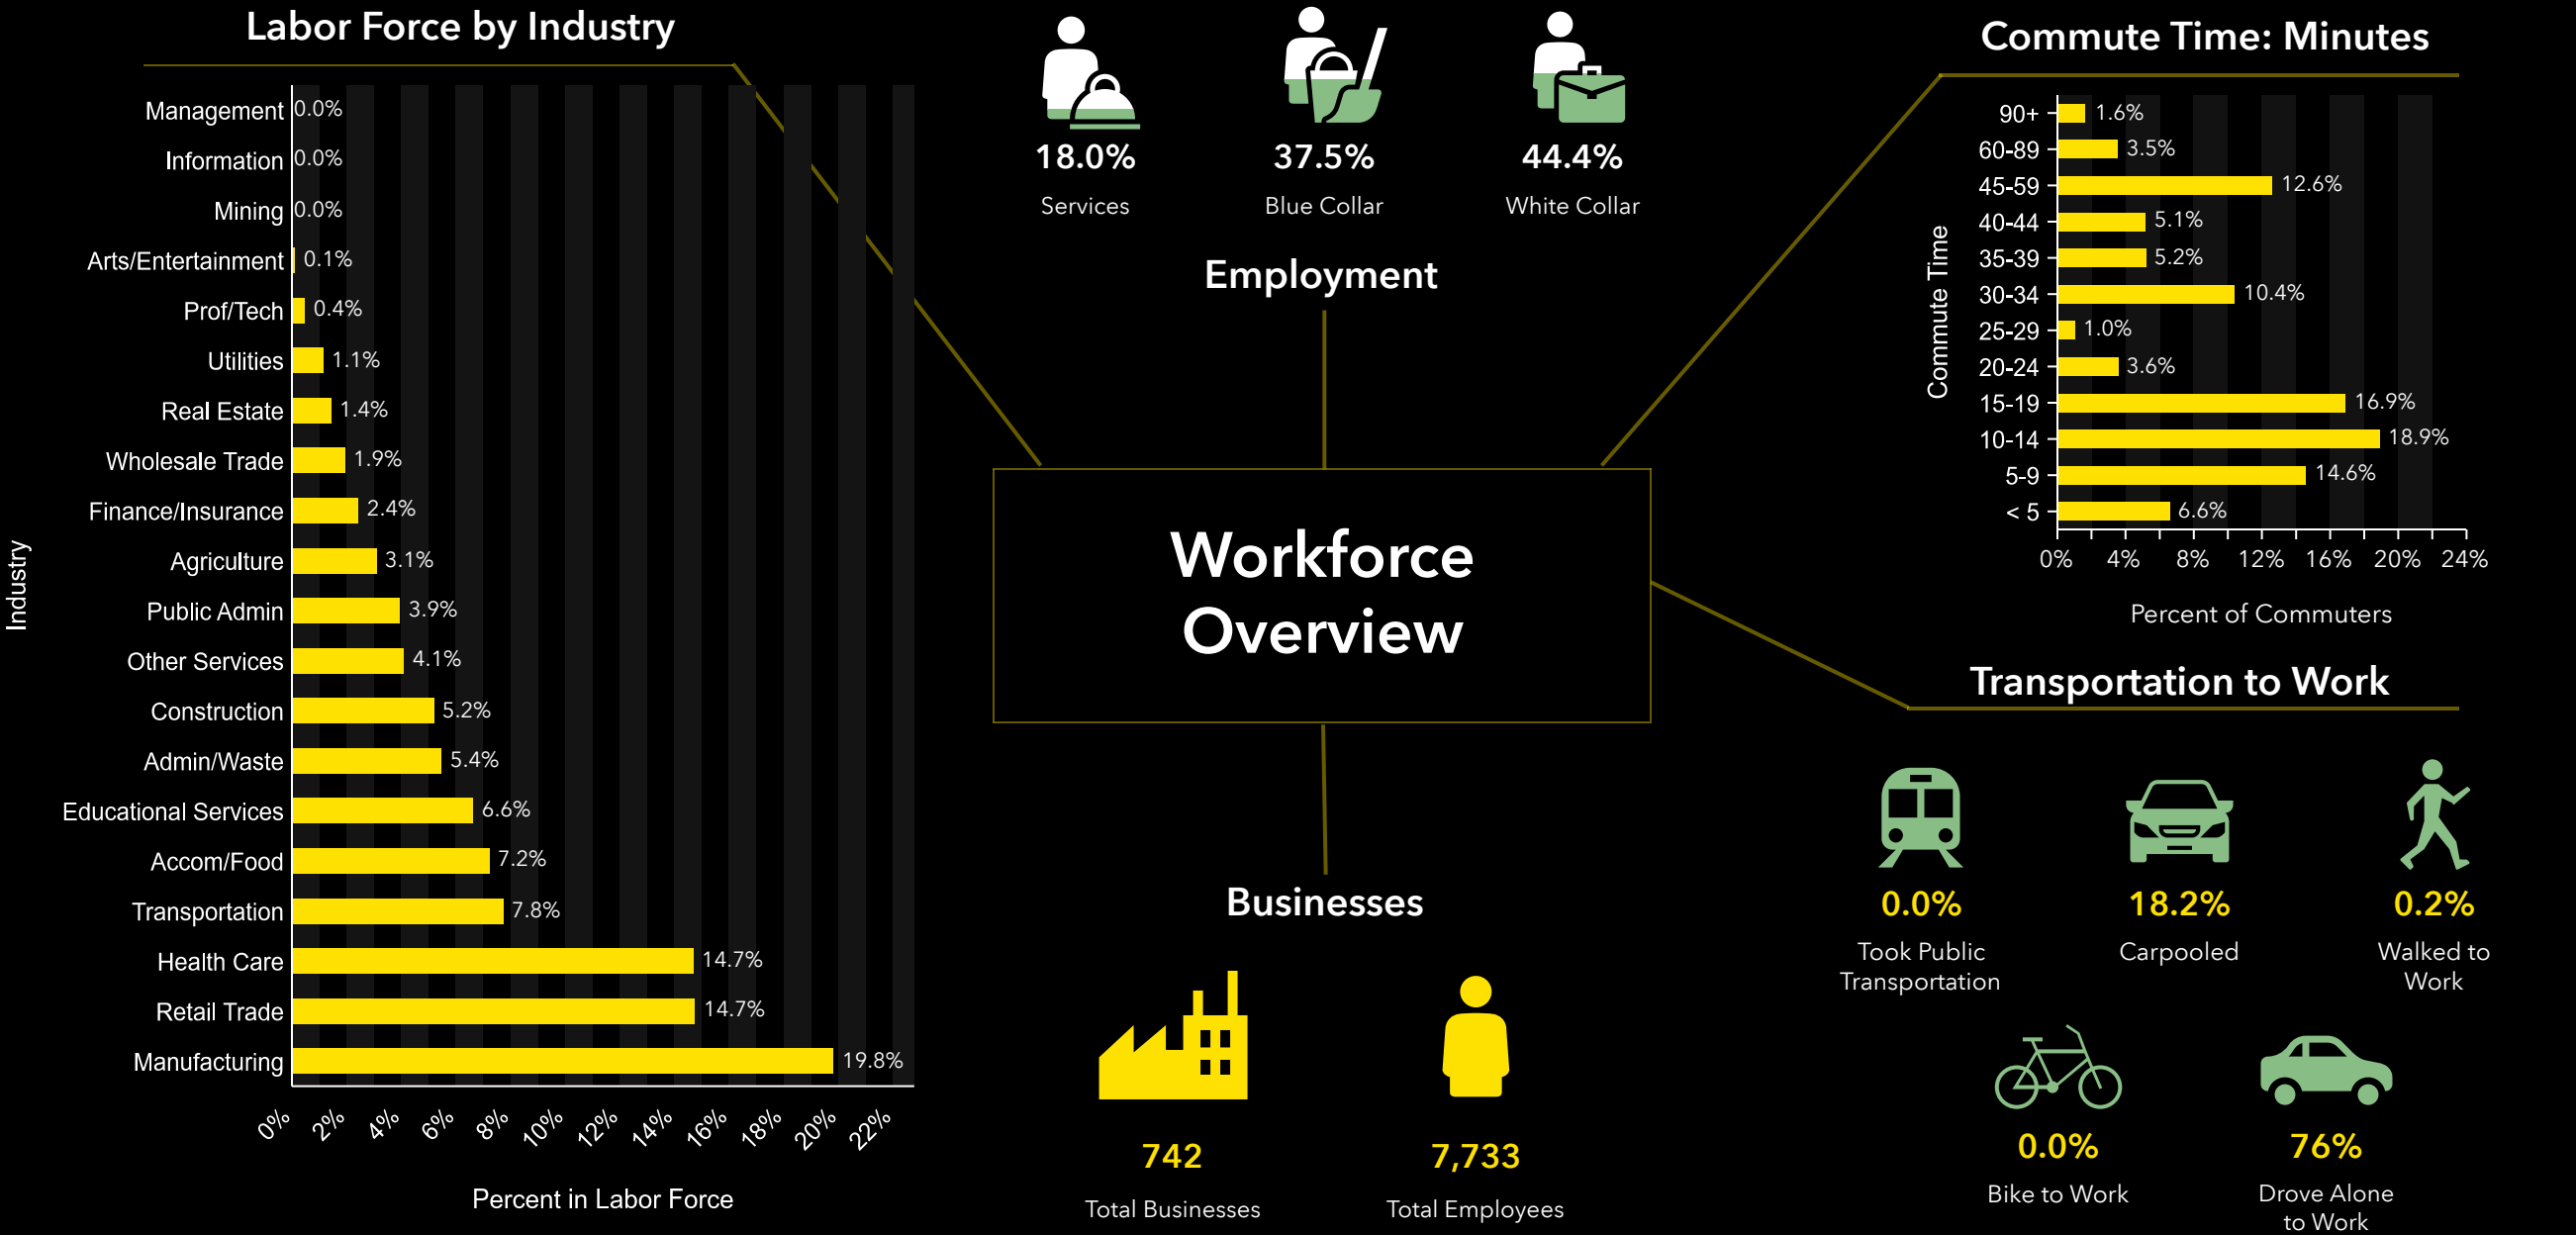 Labor Force by Industry
Industry
Management 0.0%
Information 0.0%
Mining 0.0%
Arts/Entertainment 0.1%
Prof/Tech 0.4%
Utilities 1.1%
Real Estate 1.4%
Wholesale Trade 1.9%
Finance/Insurance 2.4%
Agriculture 3.1%
Public Admin 3.9%
Other Services 4.1%
Construction 5.2%
Admin/Waste 5.4%
Educational Services 6.6%
Accom/Food 7.2%
Transportation 7.8%
Health Care 14.7%
Retail Trade 14.7%
Manufacturing 19.8%
0% 2% 4% 6% 8% 10% 12% 14% 16% 18% 20% 22%
Percent in Labor Force
18.0% 37.5% 44.4%
Services Blue Collar White Collar
Employment
Workforce
Overview
Businesses
742 7,733
Total Businesses Total Employees
Commute Time: Minutes
Commute Time
90+ 1.6%
60-89 3.5%
45-59 12.6%
40-44 5.1%
35-39 5.2%
30-34 10.4%
25-29 1.0%
20-24 3.6%
15-19 16.9%
10-14 18.9%
5-9 14.6%
< 5 6.6%
0% 4% 8% 12% 16% 20% 24%
Percent of Commuters
Transportation to Work
0.0% 18.2% 0.2%
Took Public Carpooled Walked to
Transportation Work
0.0% 76%
Bike to Work Drove Alone
to Work